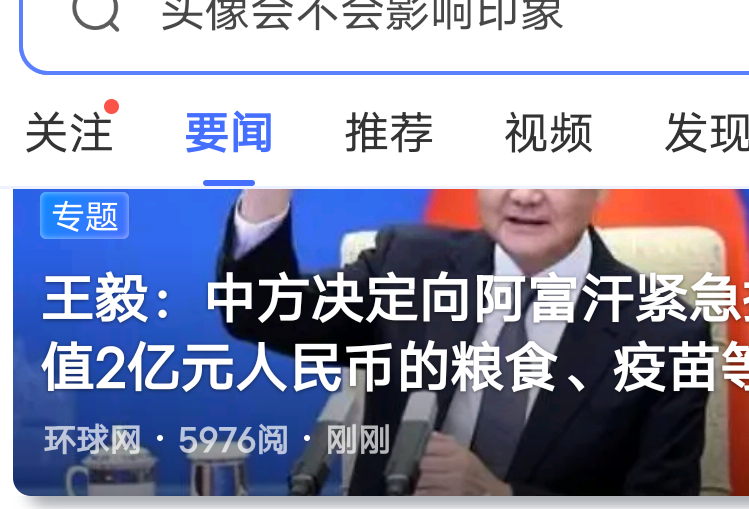 头像会不会影响印象
关注 要闻 推荐 视频 发现
专题
王毅：中方决定向阿富汗紧急
值2亿元人民币的粮食、疫苗等
环球网·5976阅·刚刚